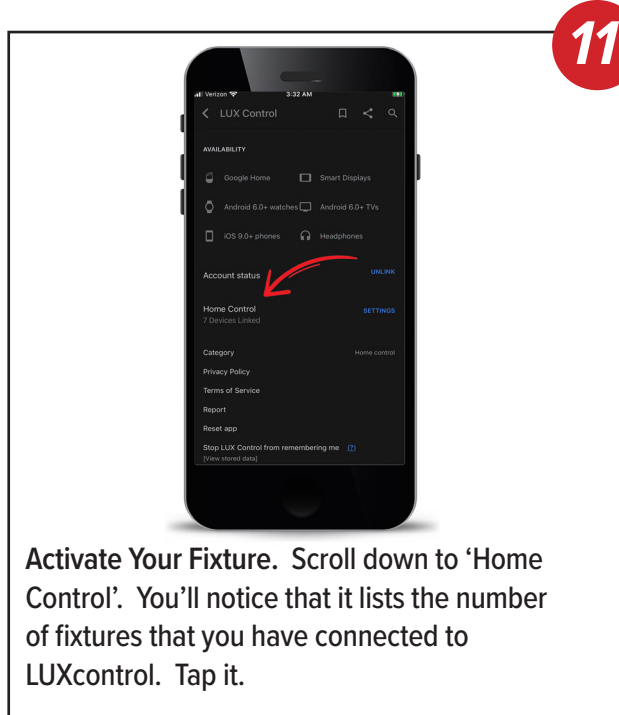 11
Verizon 3:32 AM
LUX Control
AVAILABILITY
Google Home Smart Displays
Android 6.0+ watches Android 6.0+ TVs
iOS 9.0+ phones Headphones
Account status UNLINK
Home Control
7 Devices Linked SETTINGS
Category Home control
Privacy Policy
Terms of Service
Report
Reset app
Stop LUX Control from remembering me [?]
[View stored data]
Activate Your Fixture. Scroll down to ‘Home
Control’. You’ll notice that it lists the number
of fixtures that you have connected to
LUXcontrol. Tap it.